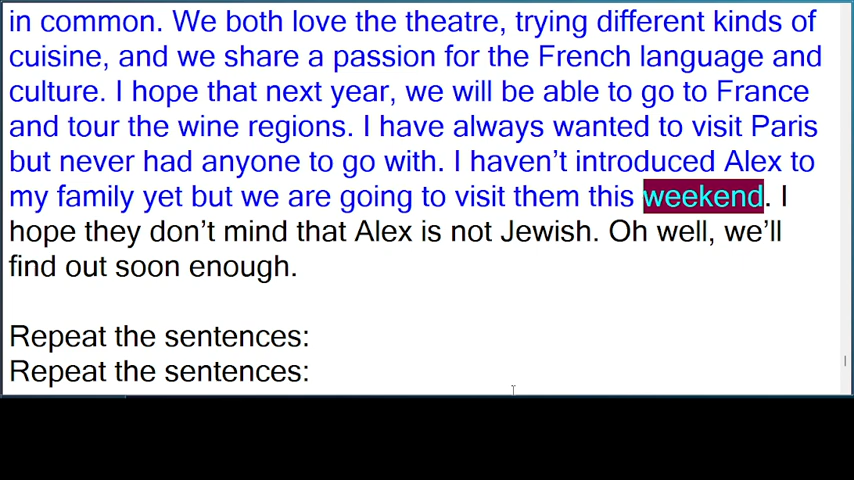 in common. We both love the theatre, trying different kinds of
cuisine, and we share a passion for the French language and
culture. I hope that next year, we will be able to go to France
and tour the wine regions. I have always wanted to visit Paris
but never had anyone to go with. I haven’t introduced Alex to
my family yet but we are going to visit them this weekend. I
hope they don’t mind that Alex is not Jewish. Oh well, we’ll
find out soon enough.
Repeat the sentences:
Repeat the sentences: